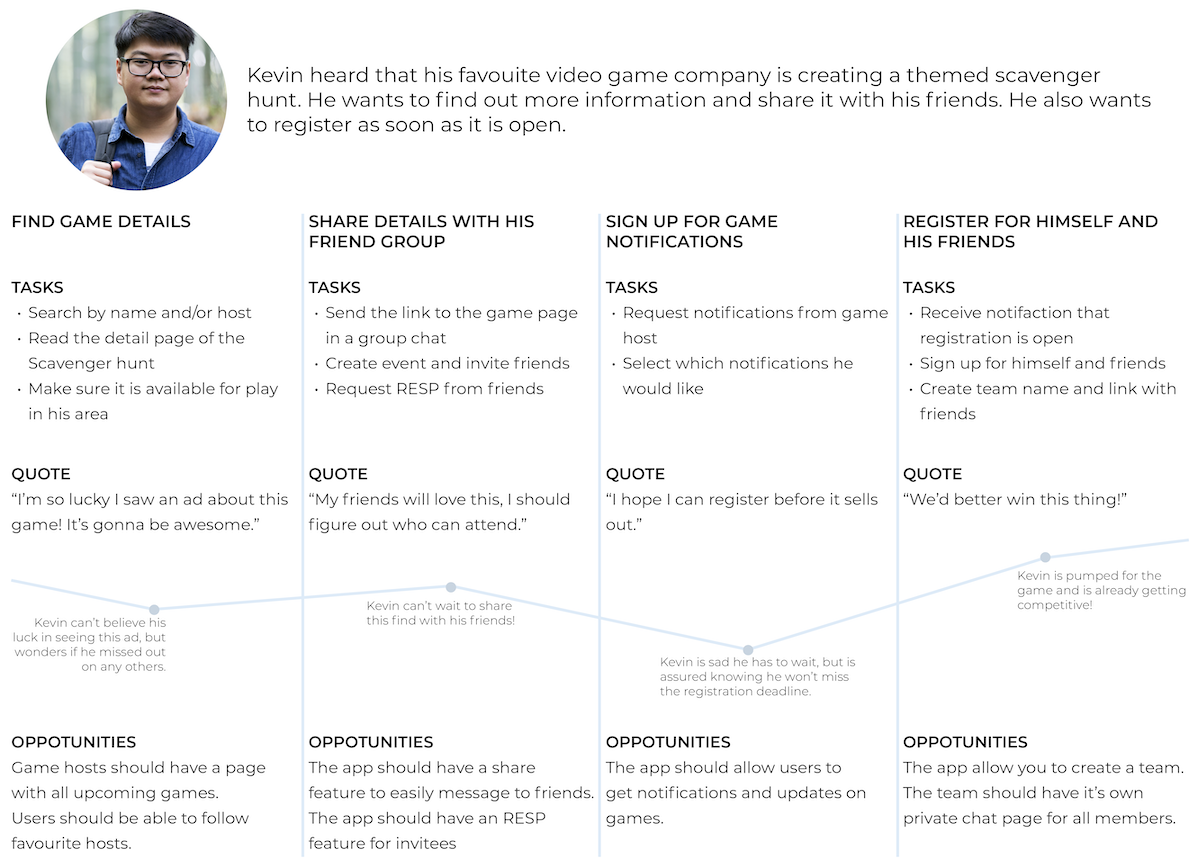 Kevin heard that his favouite video game company is creating a themed scavenger
hunt. He wants to find out more information and share it with his friends. He also wants
to register as soon as it is open.
FIND GAME DETAILS
TASKS
• Search by name and/or host
• Read the detail page of the
Scavenger hunt
• Make sure it is available for play
in his area
QUOTE
“I’m so lucky I saw an ad about this
game! It’s gonna be awesome.”
Kevin can’t believe his
luck in seeing this ad, but
wonders if he missed out
on any others.
OPPOTUNITIES
Game hosts should have a page
with all upcoming games.
Users should be able to follow
favourite hosts.
SHARE DETAILS WITH HIS
FRIEND GROUP
TASKS
• Send the link to the game page
in a group chat
• Create event and invite friends
• Request RESP from friends
QUOTE
“My friends will love this, I should
figure out who can attend.”
Kevin can’t wait to share
this find with his friends!
OPPOTUNITIES
The app should have a share
feature to easily message to friends.
The app should have an RESP
feature for invitees
SIGN UP FOR GAME
NOTIFICATIONS
TASKS
• Request notifications from game
host
• Select which notifications he
would like
QUOTE
“I hope I can register before it sells
out.”
Kevin is sad he has to wait, but is
assured knowing he won’t miss
the registration deadline.
OPPOTUNITIES
The app should allow users to
get notifications and updates on
games.
REGISTER FOR HIMSELF AND
HIS FRIENDS
TASKS
• Receive notifaction that
registration is open
• Sign up for himself and friends
• Create team name and link with
friends
QUOTE
“We’d better win this thing!”
Kevin is pumped for the
game and is already getting
competitive!
OPPOTUNITIES
The app allow you to create a team.
The team should have it’s own
private chat page for all members.